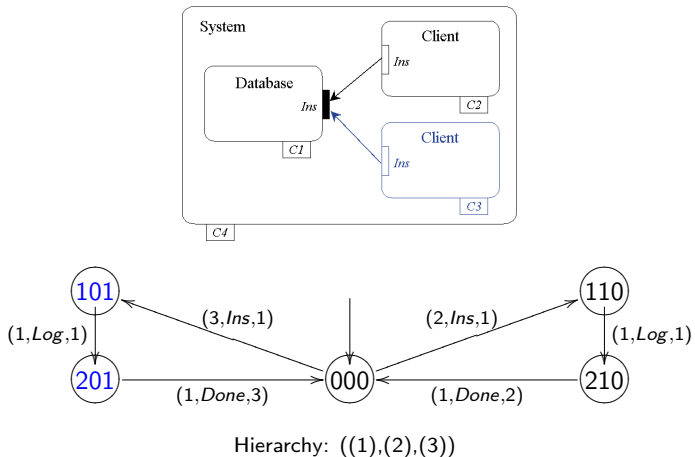 System
Client
Ins
Database
Ins
C2
Client
C1
Ins
C3
C4
101
110
(3,Ins,1)
(2,Ins,1)
(1,Log,1)
(1,Log,1)
201
000
210
(1,Done,3)
(1,Done,2)
Hierarchy: ((1),(2),(3))